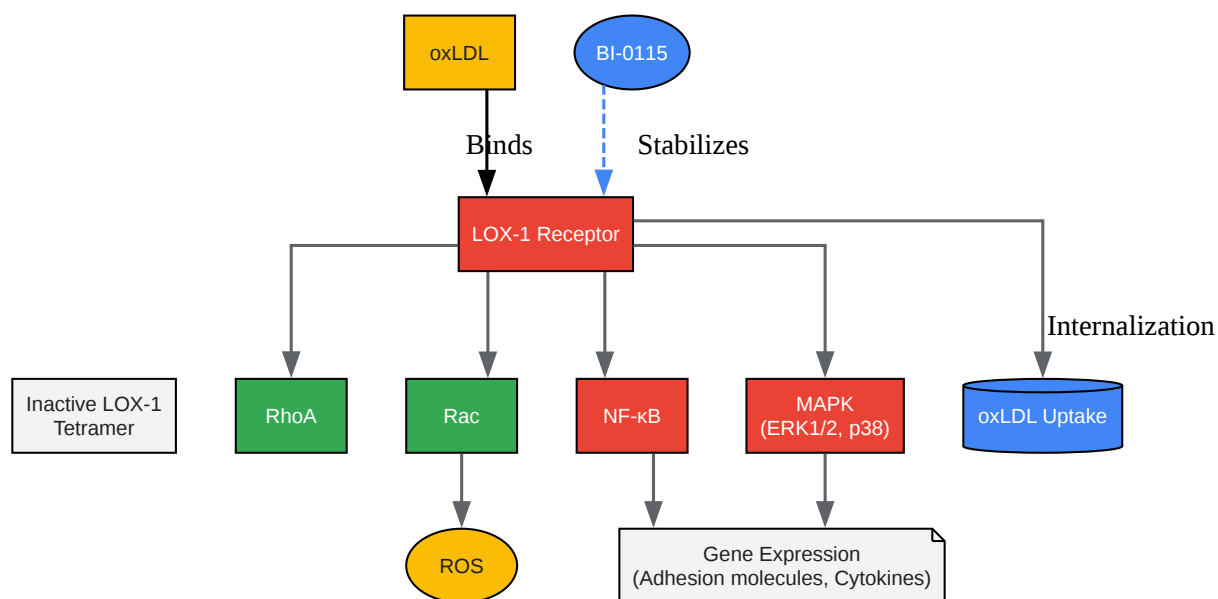 oxLDL
BI-0115
Binds
Stabilizes
LOX-1 Receptor
Internalization
Inactive LOX-1
Tetramer
RhoA
Rac
NF-κB
MAPK
(ERK1/2, p38)
oxLDL Uptake
ROS
Gene Expression
(Adhesion molecules, Cytokines)